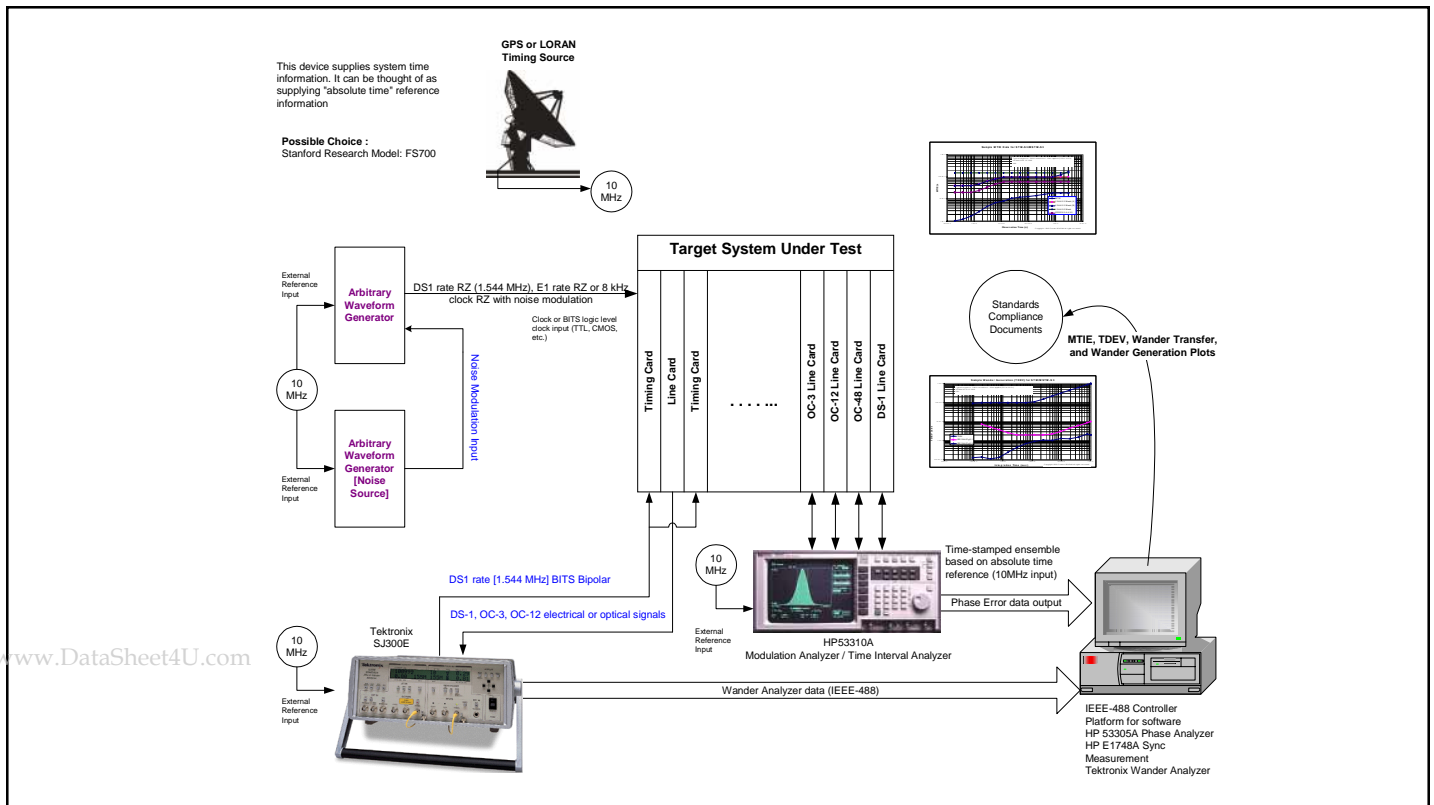 GPS or LORAN
Timing Source
This device supplies system time
information. It can be thought of as
supplying "absolute time" reference
information
Possible Choice :
Stanford Research Model: FS700
10
MHz
Target System Under Test
External
Reference
Input
Arbitrary
Waveform
Generator
DS1 rate RZ (1.544 MHz), E1 rate RZ or 8 kHz
clock RZ with noise modulation
Clock or BITS logic level
clock input (TTL, CMOS,
etc.)
Noise Modulation Input
10
MHz
Arbitrary
Waveform
Generator
[Noise
Source]
External
Reference
Input
Timing Card
Line Card
Timing Card
. . . . ...
OC-3 Line Card
OC-12 Line Card
OC-48 Line Card
DS-1 Line Card
Standards
Compliance
Documents
MTIE, TDEV, Wander Transfer,
and Wander Generation Plots
DS1 rate [1.544 MHz] BITS Bipolar
DS-1, OC-3, OC-12 electrical or optical signals
10
MHz
External
Reference
Input
HP53310A
Modulation Analyzer / Time Interval Analyzer
Time-stamped ensemble
based on absolute time
reference (10MHz input)
Phase Error data output
10
MHz
External
Reference
Input
Tektronix
SJ300E
Tektronix
Wander Analyzer data (IEEE-488)
IEEE-488 Controller
Platform for software
HP 53305A Phase Analyzer
HP E1748A Sync
Measurement
Tektronix Wander Analyzer
www.DataSheet4U.com